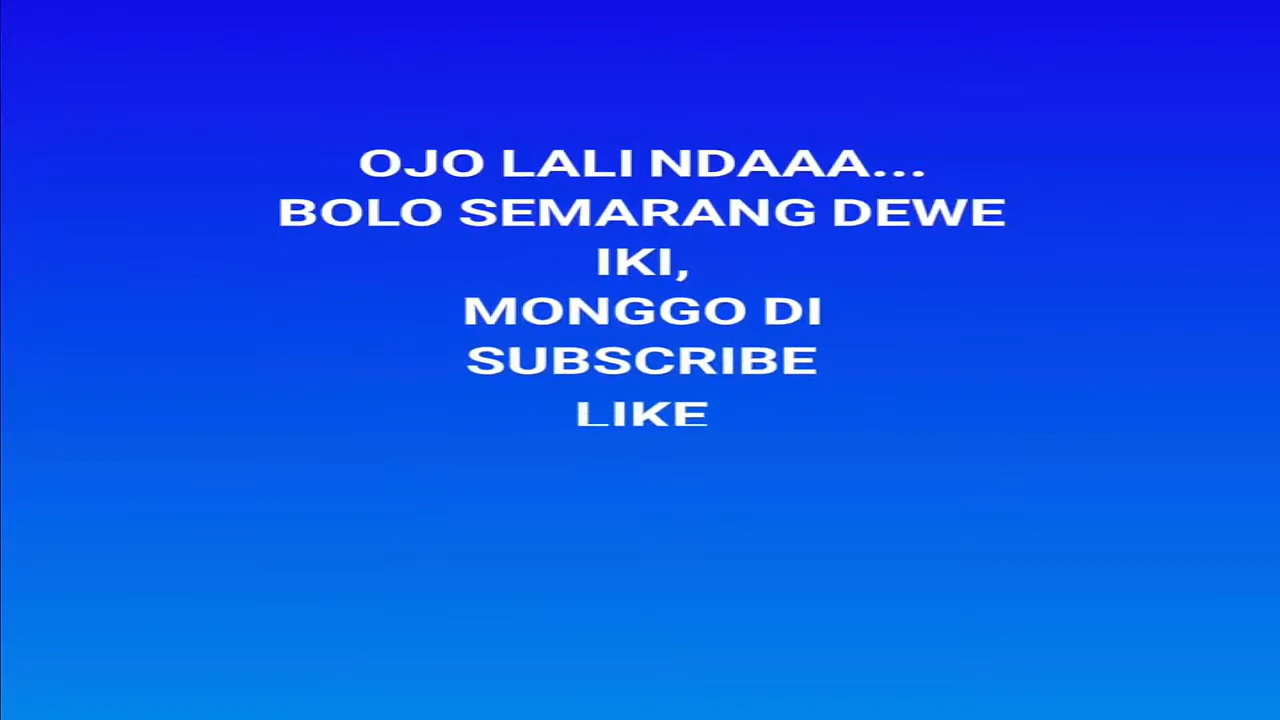 OJO LALI NDAAA...
BOLO SEMARANG DEWE
IKI,
MONGGO DI
SUBSCRIBE
LIKE